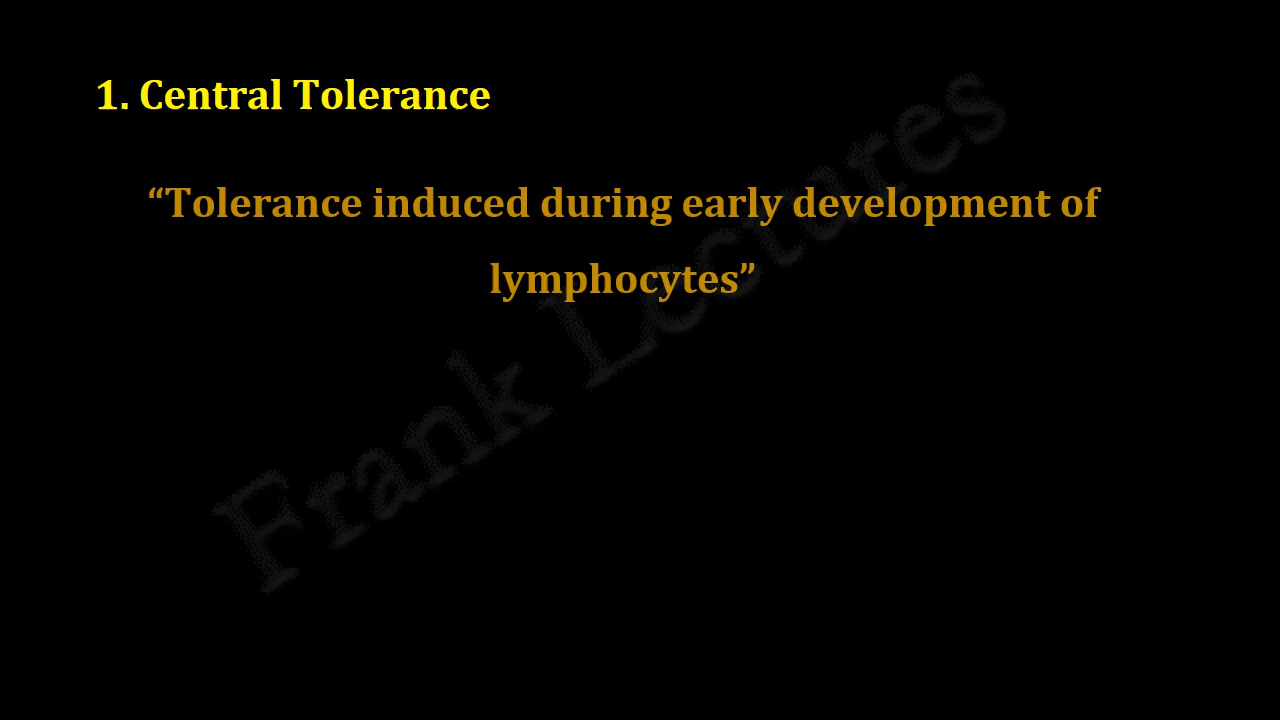 1. Central Tolerance
“Tolerance induced during early development of
lymphocytes”
Frank Lectures